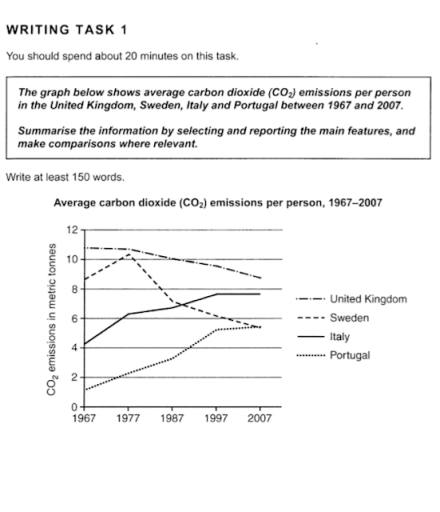 WRITING TASK 1
You should spend about 20 minutes on this task.
The graph below shows average carbon dioxide (CO₂) emissions per person
in the United Kingdom, Sweden, Italy and Portugal between 1967 and 2007.
Summarise the information by selecting and reporting the main features, and
make comparisons where relevant.
Write at least 150 words.
Average carbon dioxide (CO₂) emissions per person, 1967–2007
CO₂ emissions in metric tonnes
12
10
8
6
4
2
0
1967 1977 1987 1997 2007
United Kingdom
Sweden
Italy
Portugal